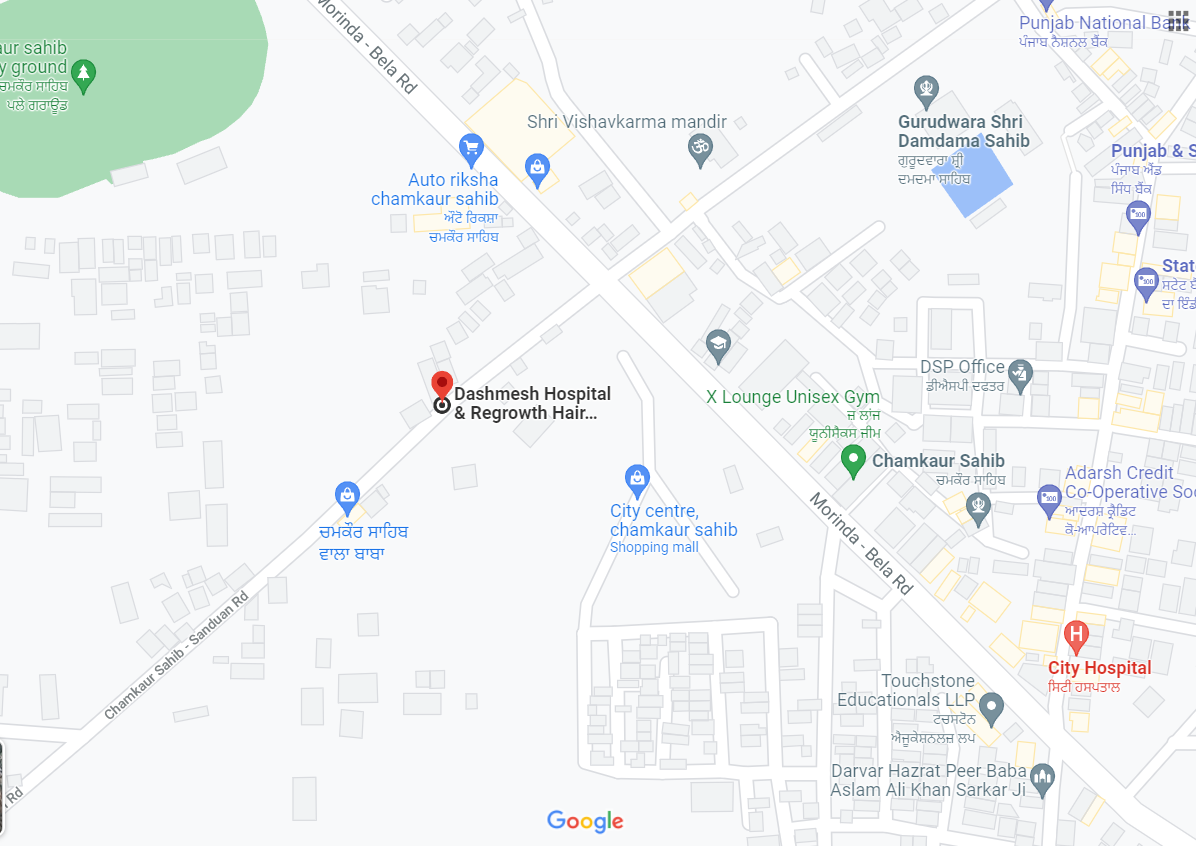 Morinda - Bela Rd
Punjab National Bank
ਪੰਜਾਬ ਨੈਸ਼ਨਲ ਬੈਂਕ
aur sahib
y ground
ਚਮਕੌਰ ਸਾਹਿਬ
ਪਲੇ ਗਰਾਊਂਡ
Shri Vishavkarma mandir
Gurudwara Shri
Damdama Sahib
ਗੁਰੂਦਵਾਰਾ ਸ਼੍ਰੀ
ਦਮਦਮਾ ਸਾਹਿਬ
Punjab & S
ਪੰਜਾਬ ਐਂਡ
ਸਿੰਧ ਬੈਂਕ
Auto riksha
chamkaur sahib
ਔਟੋ ਰਿਕਸ਼ਾ
ਚਮਕੌਰ ਸਾਹਿਬ
Stat
ਸਟੇਟ ਬੈਂ
ਦਾ ਇੰਡੀ
DSP Office
ਡੀਐਸਪੀ ਦਫਤਰ
Dashmesh Hospital
& Regrowth Hair...
X Lounge Unisex Gym
ਜ਼ ਲਾਂਜ
ਯੂਨੀਸੈਕਸ ਜੀਮ
Chamkaur Sahib
ਚਮਕੌਰ ਸਾਹਿਬ
Adarsh Credit
Co-Operative Soc
ਆਦਰਸ਼ ਕ੍ਰੈਡਿਟ
ਕੋ-ਆਪਰੇਟਿਵ...
City centre,
chamkaur sahib
Shopping mall
ਚਮਕੌਰ ਸਾਹਿਬ
ਵਾਲਾ ਬਾਬਾ
Morinda - Bela Rd
Chamkaur Sahib - Sanduan Rd
City Hospital
ਸਿਟੀ ਹਸਪਤਾਲ
Touchstone
Educationals LLP
ਟਚਸਟੋਨ
ਐਜੂਕੇਸ਼ਨਲਜ਼ ਲਪ
Darvar Hazrat Peer Baba
Aslam Ali Khan Sarkar Ji
Rd
Google